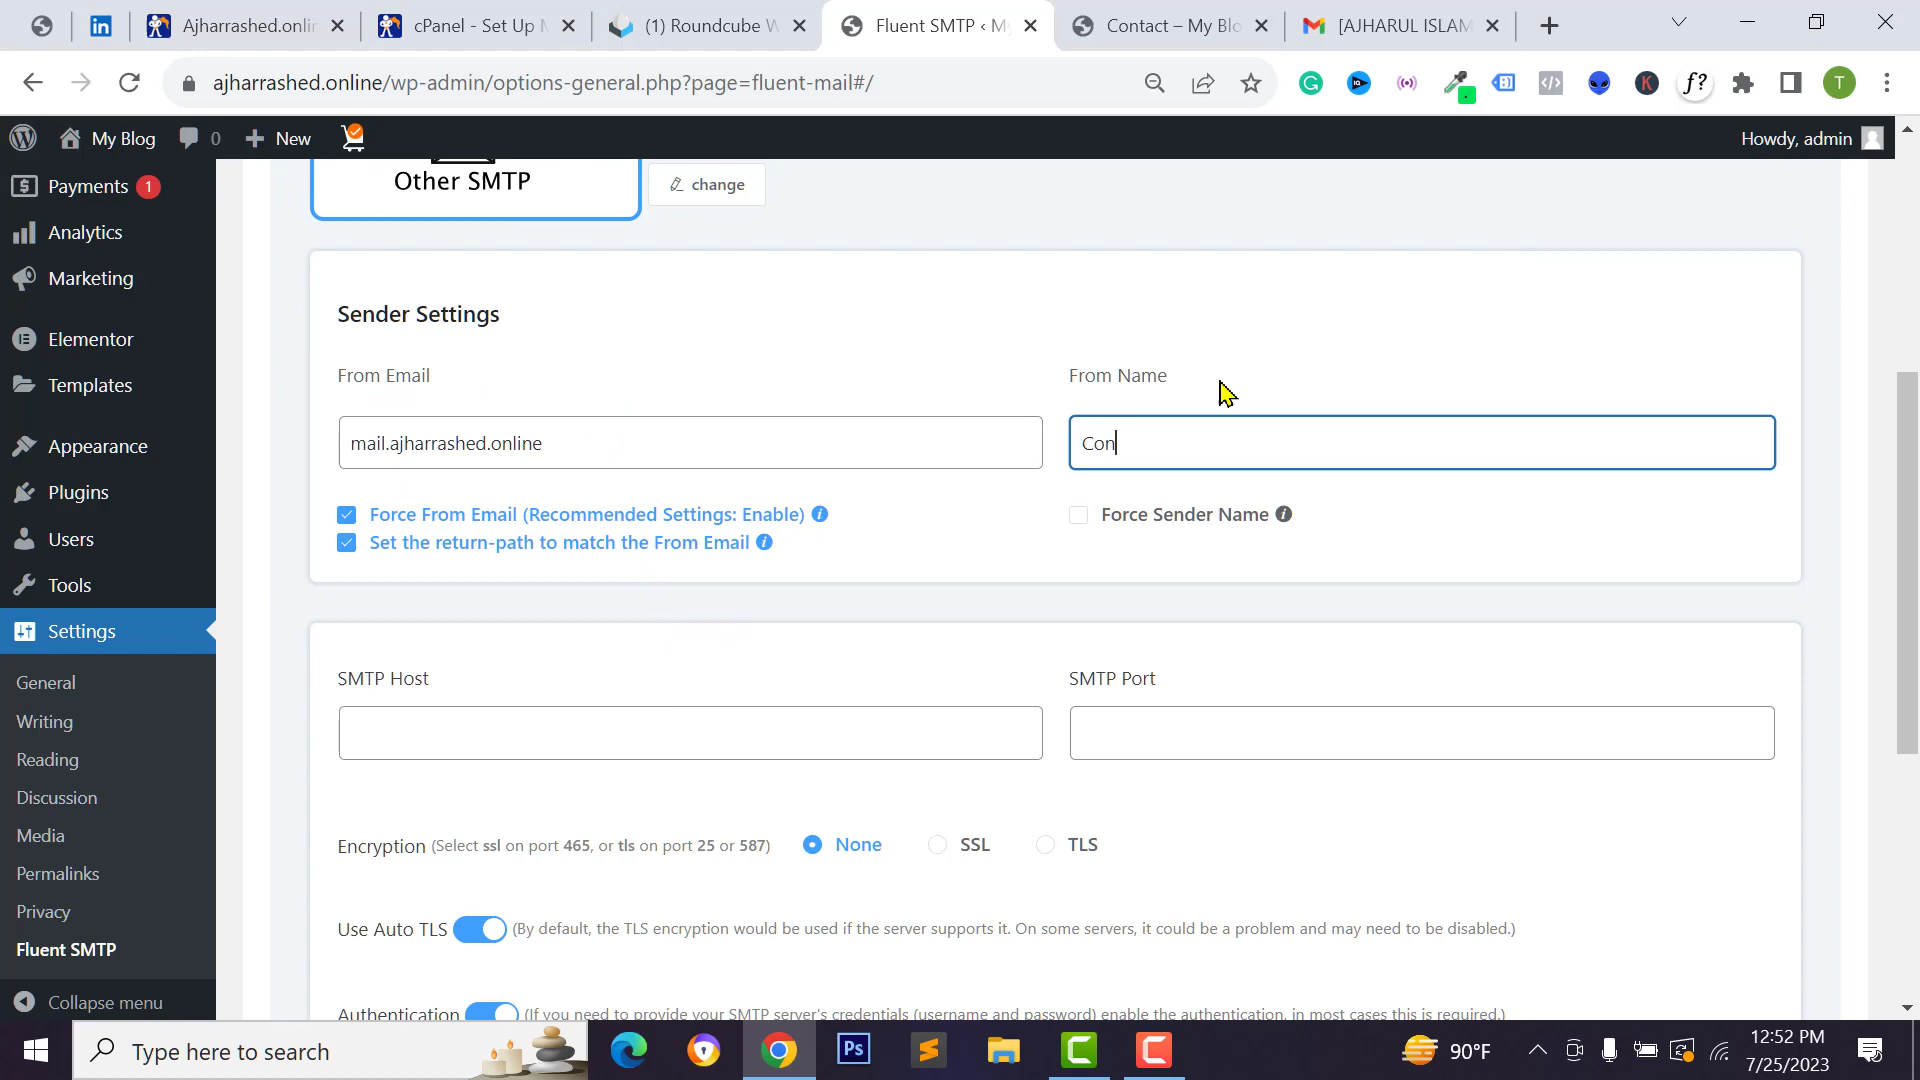 Ajharrashed.onlin
cPanel - Set Up M
(1) Roundcube W
Fluent SMTP ‹ My
Contact – My Blo
[AJHARUL ISLAM
ajharrashed.online/wp-admin/options-general.php?page=fluent-mail#/
My Blog
0
New
Howdy, admin
Payments 1
Analytics
Marketing
Elementor
Templates
Appearance
Plugins
Users
Tools
Settings
General
Writing
Reading
Discussion
Media
Permalinks
Privacy
Fluent SMTP
Collapse menu
Other SMTP
change
Sender Settings
From Email
From Name
mail.ajharrashed.online
Con
Force From Email (Recommended Settings: Enable)
Force Sender Name
Set the return-path to match the From Email
SMTP Host
SMTP Port
Encryption (Select ssl on port 465, or tls on port 25 or 587)
None
SSL
TLS
Use Auto TLS (By default, the TLS encryption would be used if the server supports it. On some servers, it could be a problem and may need to be disabled.)
Authentication (If you need to provide your SMTP server's credentials (username and password) enable the authentication, in most cases this is required.)
Type here to search
Ps
90°F
12:52 PM
7/25/2023